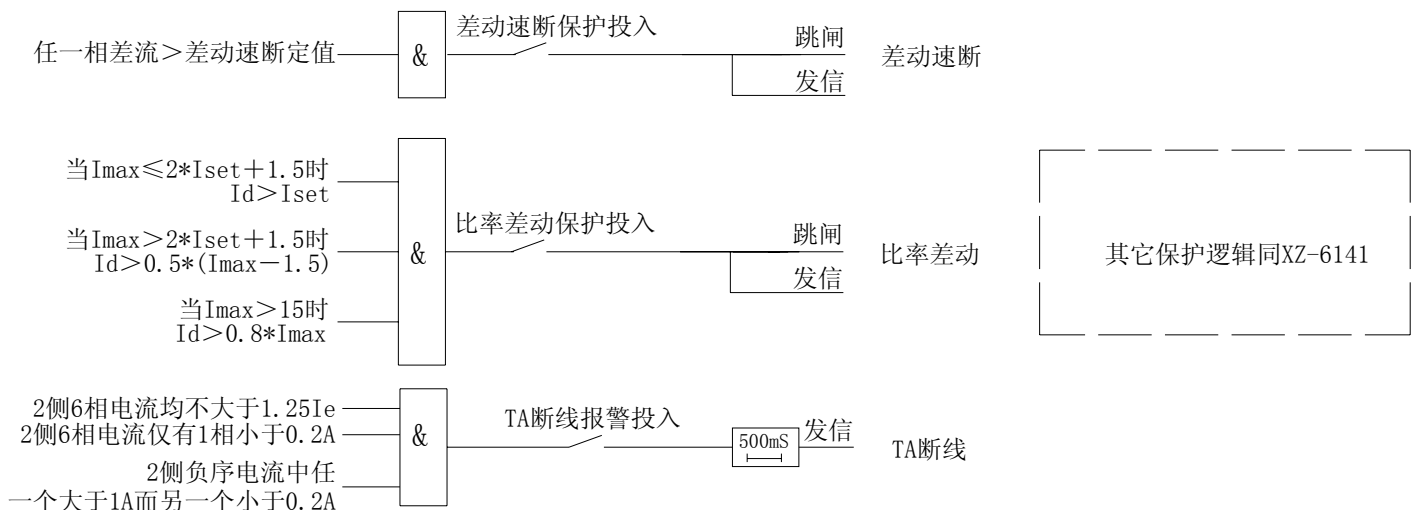 任一相差流＞差动速断定值
&
差动速断保护投入
跳闸
发信
差动速断
当Imax≤2*Iset＋1.5时
Id＞Iset
当Imax＞2*Iset＋1.5时
Id＞0.5*(Imax－1.5)
当Imax＞15时
Id＞0.8*Imax
&
比率差动保护投入
跳闸
发信
比率差动
其它保护逻辑同XZ-6141
2侧6相电流均不大于1.25Ie
2侧6相电流仅有1相小于0.2A
2侧负序电流中任
一个大于1A而另一个小于0.2A
&
TA断线报警投入
500mS
发信
TA断线